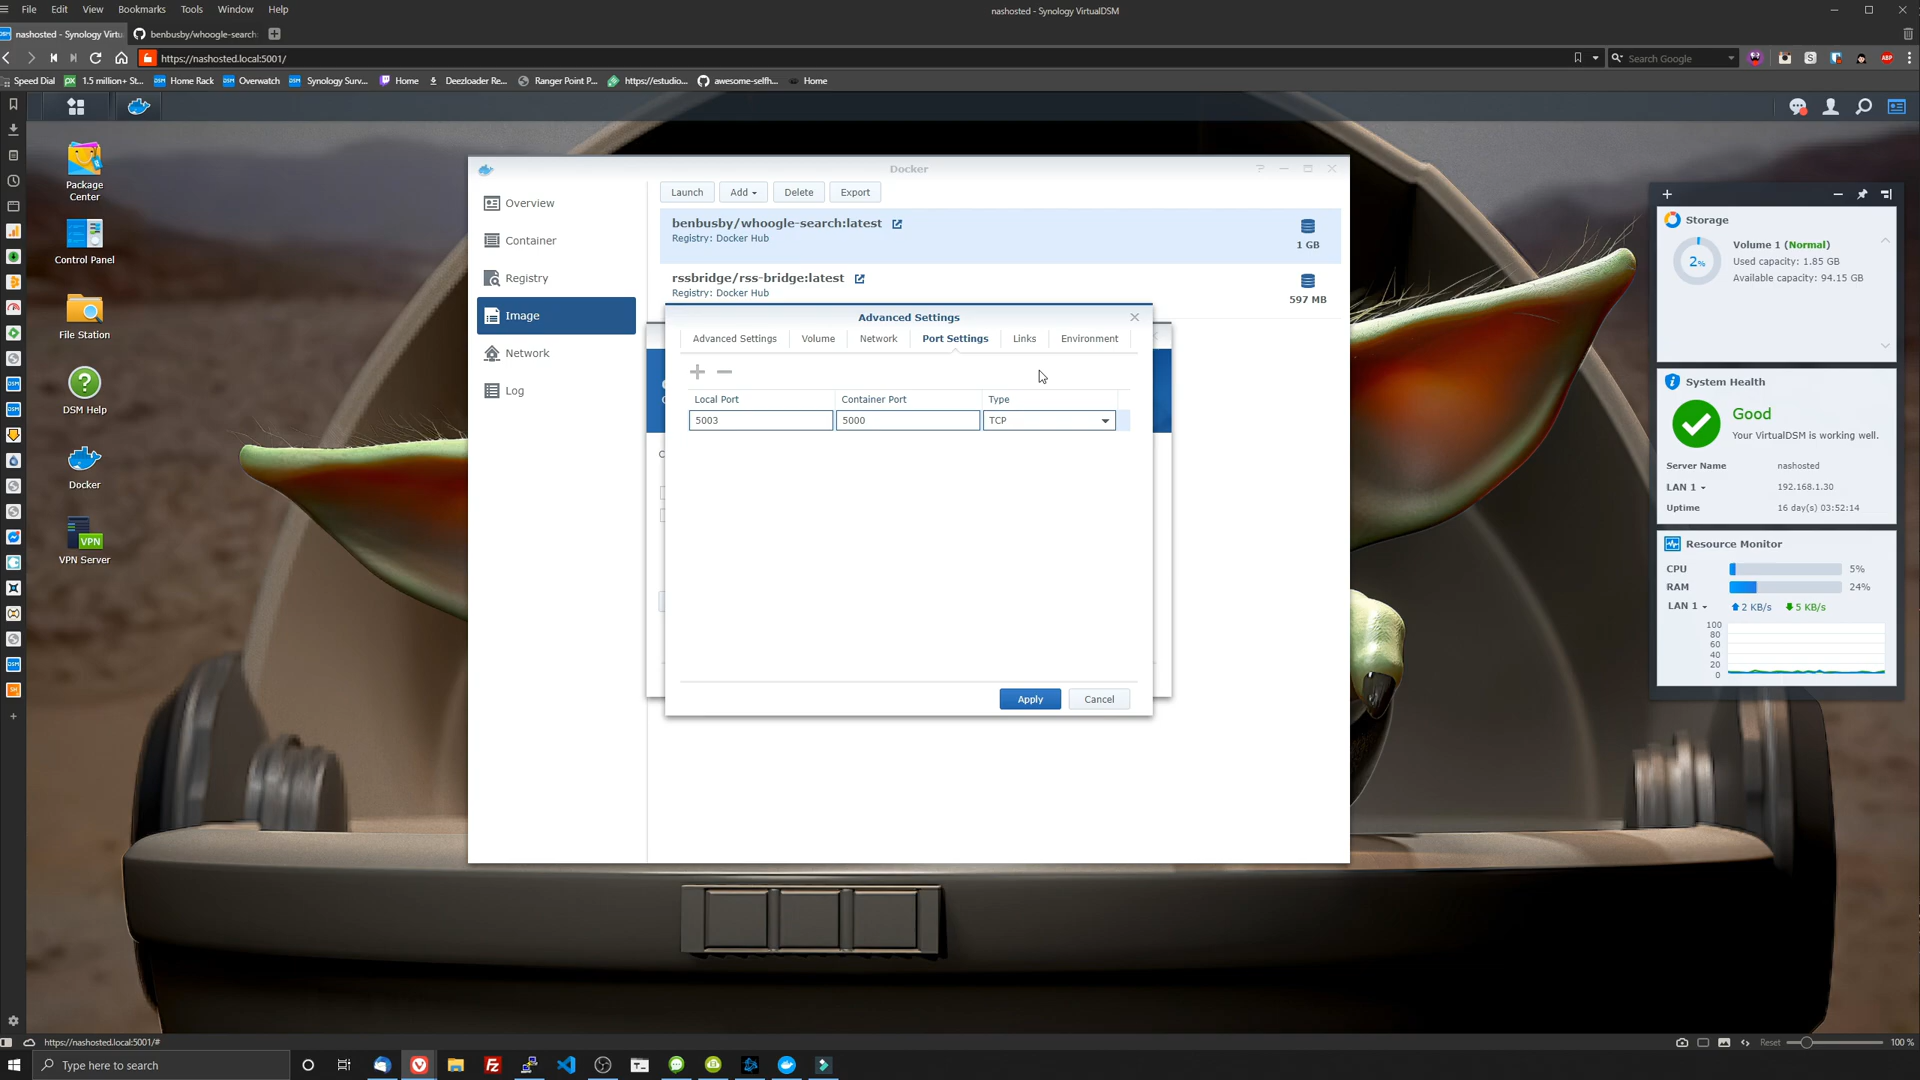 File Edit View Bookmarks Tools Window Help
nashosted - Synology VirtualDSM
nashosted - Synology Virtu
benbusby/whoogle-search:
https://nashosted.local:5001/
Search Google
Speed Dial
1.5 million+ St...
Home Rack
Overwatch
Synology Surv...
Home
Deezloader Re...
Ranger Point P...
https://estudio...
awesome-selfh...
Home
Package
Center
Control Panel
File Station
DSM Help
Docker
VPN
VPN Server
Docker
Overview
Container
Registry
Image
Network
Log
Launch Add Delete Export
benbusby/whoogle-search:latest
Registry: Docker Hub
1 GB
rssbridge/rss-bridge:latest
Registry: Docker Hub
597 MB
Advanced Settings
Advanced Settings Volume Network Port Settings Links Environment
Local Port Container Port Type
5003 5000 TCP
Apply Cancel
Storage
2%
Volume 1 (Normal)
Used capacity: 1.85 GB
Available capacity: 94.15 GB
System Health
Good
Your VirtualDSM is working well.
Server Name nashosted
LAN 1 192.168.1.30
Uptime 16 day(s) 03:52:14
Resource Monitor
CPU 5%
RAM 24%
LAN 1 2 KB/s 5 KB/s
100
80
60
40
20
0
https://nashosted.local:5001/#
Reset 100 %
Type here to search